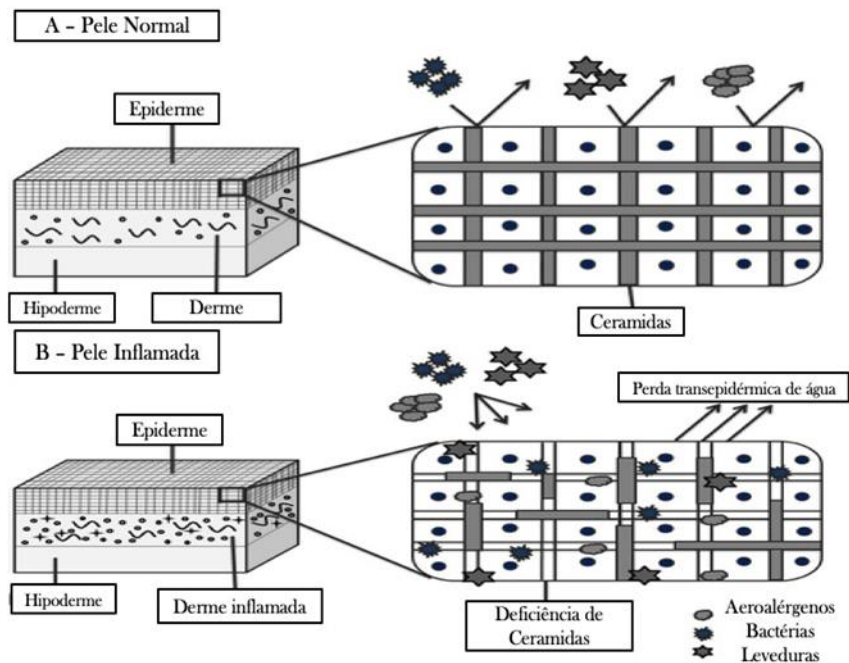 A – Pele Normal
Epiderme
Hipoderme
Derme
Ceramidas
B – Pele Inflamada
Perda transepidérmica de água
Epiderme
Hipoderme
Derme inflamada
Deficiência de
Ceramidas
Aeroalérgenos
Bactérias
Leveduras